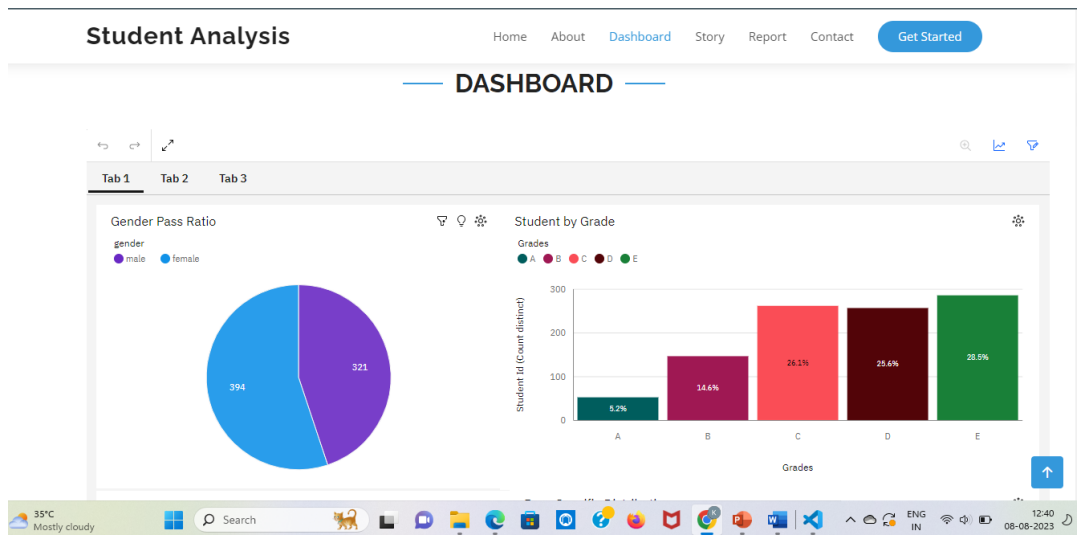 Student Analysis
Home About Dashboard Story Report Contact Get Started
DASHBOARD
Tab 1 Tab 2 Tab 3
Gender Pass Ratio
gender
male female
394
321
Student by Grade
Grades
A B C D E
Student Id (Count distinct)
300
200
100
0
5.2%
14.6%
26.1%
25.6%
28.5%
A B C D E
Grades
35°C
Mostly cloudy
Search
ENG
IN
12:40
08-08-2023